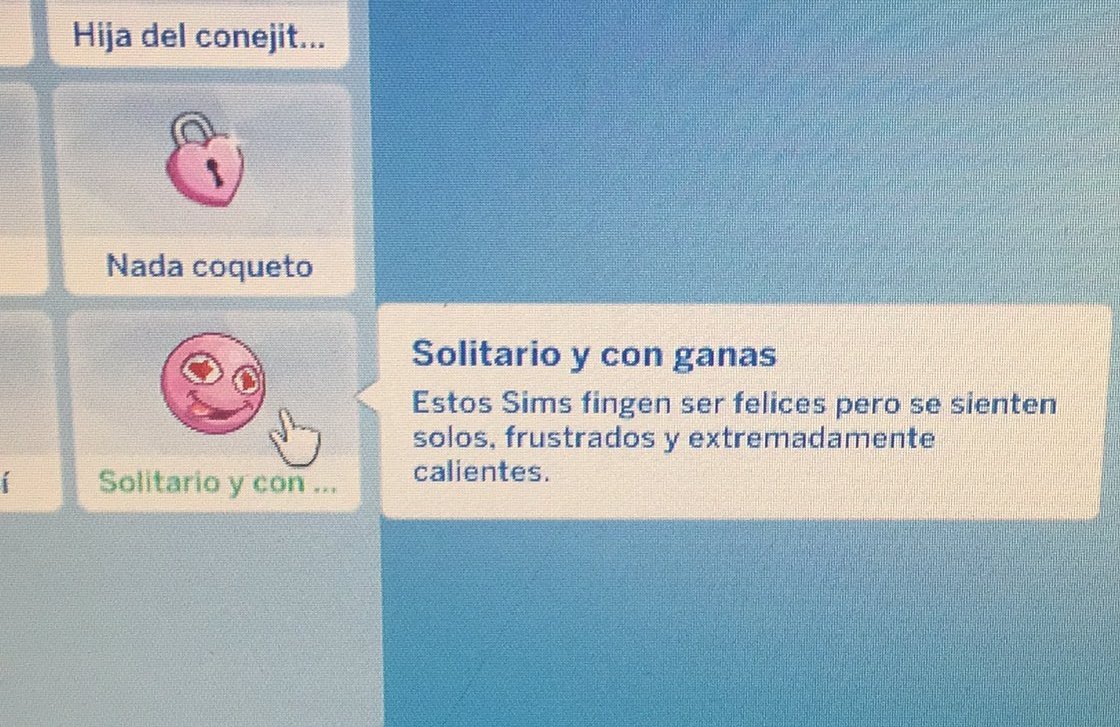 Hija del conejit...
Nada coqueto
Solitario y con ganas
Estos Sims fingen ser felices pero se sienten
solos, frustrados y extremadamente
calientes.
í
Solitario y con ...